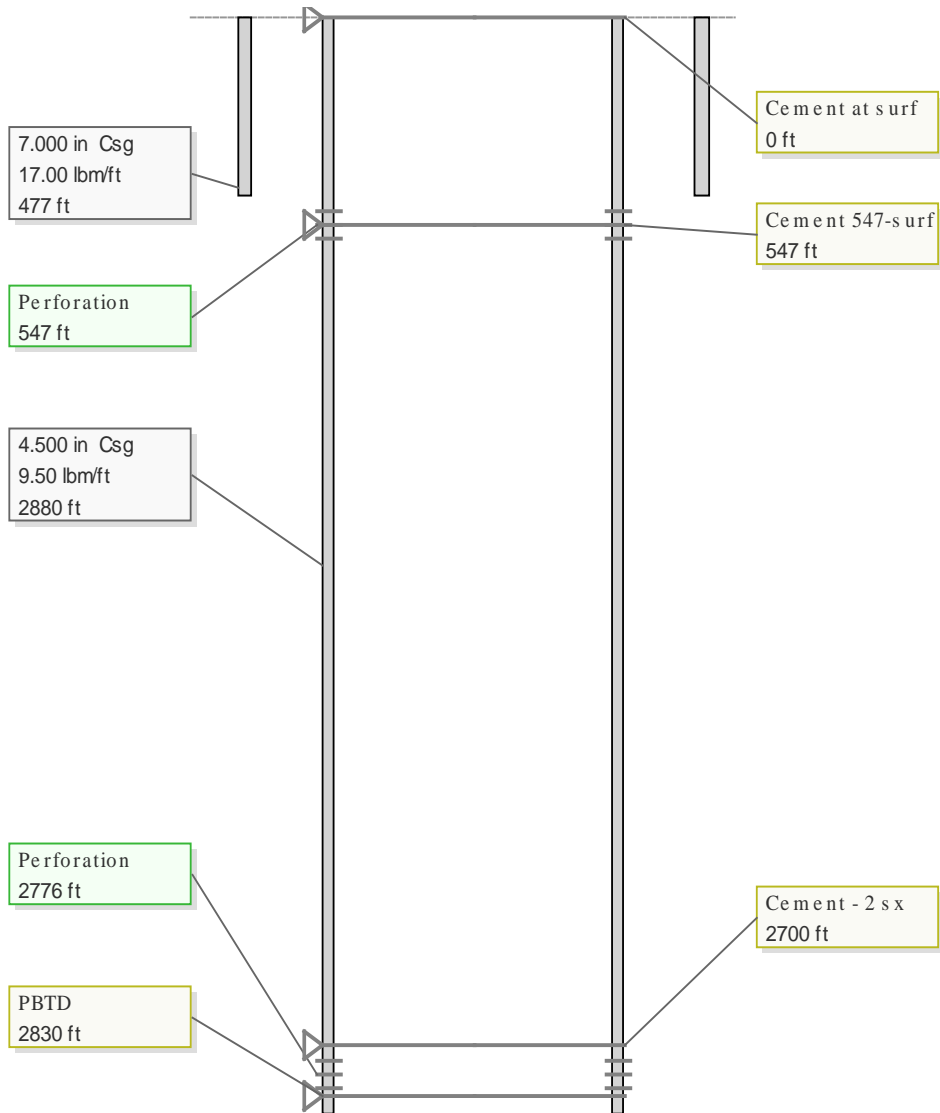 Cement at surf
0 ft
7.000 in Csg
17.00 lbm/ft
477 ft
Cement 547-surf
547 ft
Perforation
547 ft
4.500 in Csg
9.50 lbm/ft
2880 ft
Perforation
2776 ft
Cement - 2 sx
2700 ft
PBTD
2830 ft